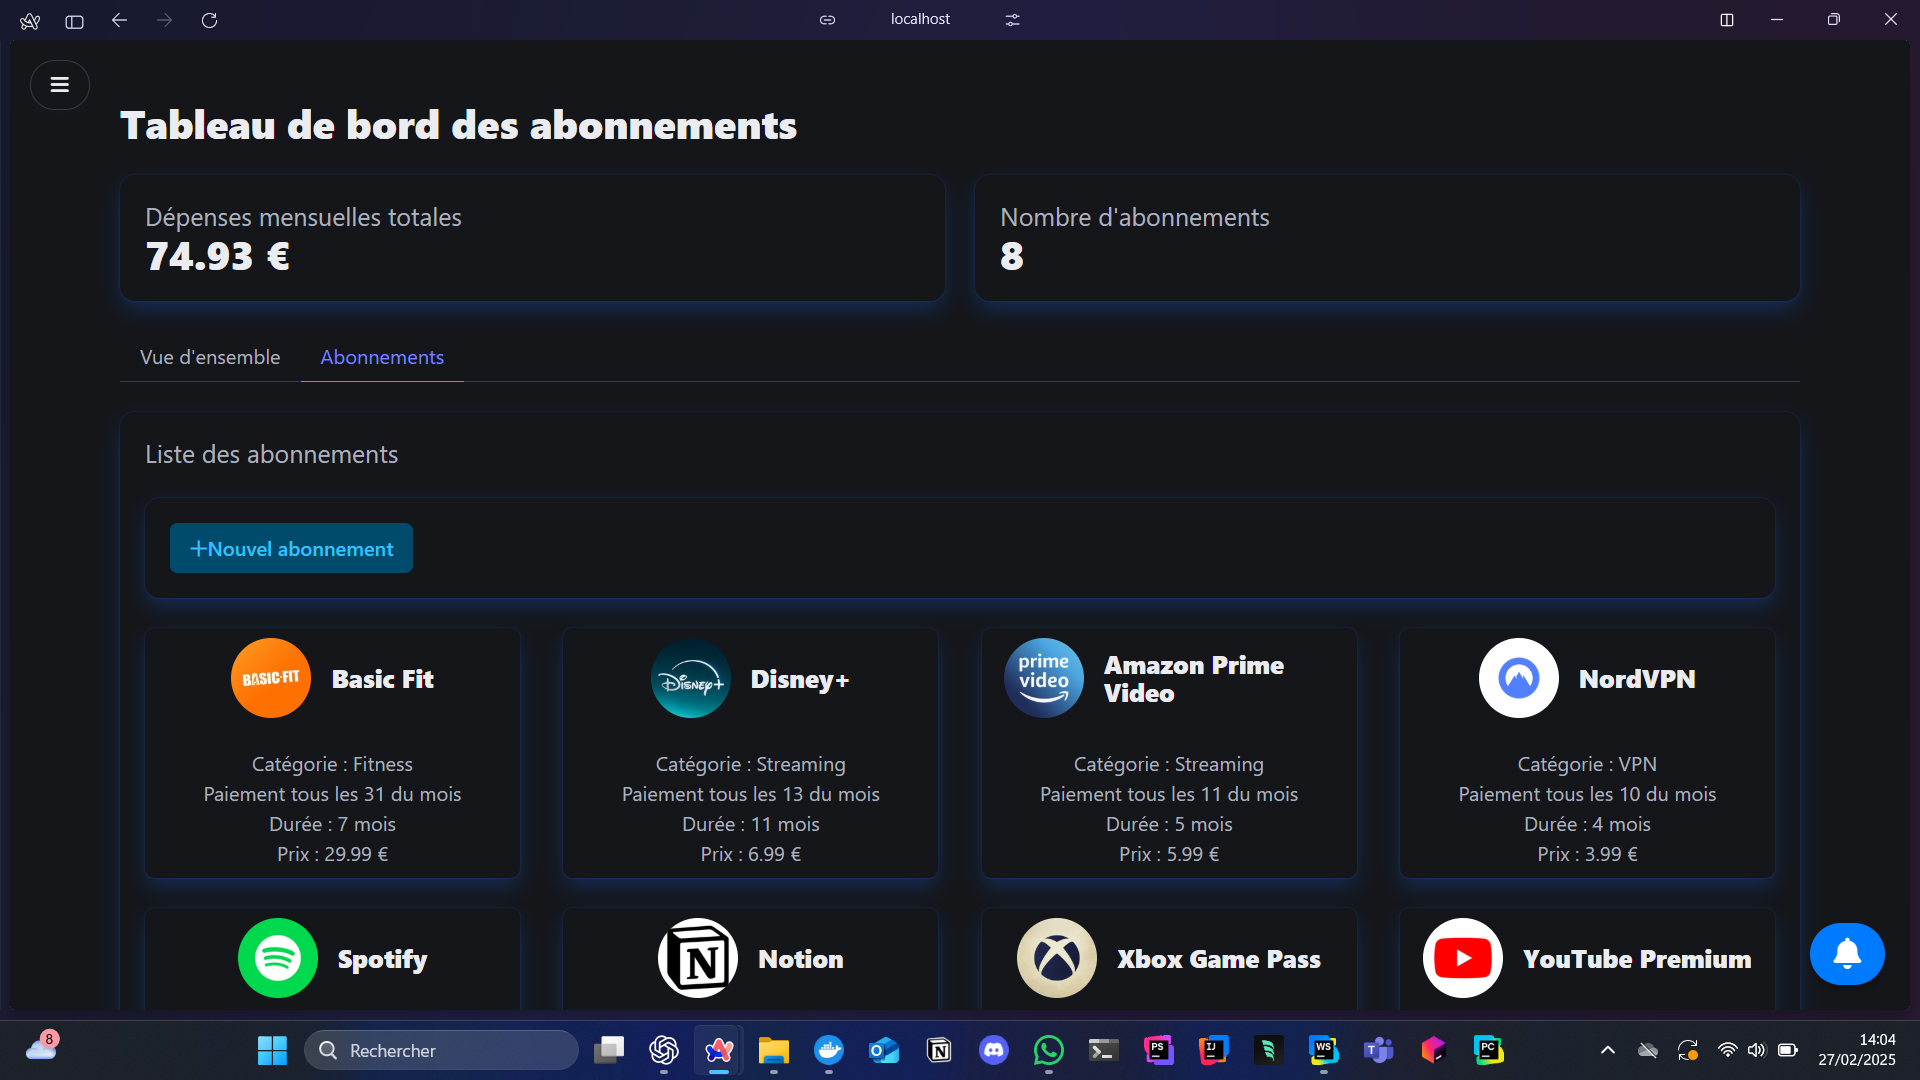 localhost
Tableau de bord des abonnements
Dépenses mensuelles totales
74.93 €
Nombre d'abonnements
8
Vue d'ensemble
Abonnements
Liste des abonnements
+Nouvel abonnement
BASIC-FIT
Basic Fit
Catégorie : Fitness
Paiement tous les 31 du mois
Durée : 7 mois
Prix : 29.99 €
Disney+
Disney+
Catégorie : Streaming
Paiement tous les 13 du mois
Durée : 11 mois
Prix : 6.99 €
prime
video
Amazon Prime
Video
Catégorie : Streaming
Paiement tous les 11 du mois
Durée : 5 mois
Prix : 5.99 €
NordVPN
Catégorie : VPN
Paiement tous les 10 du mois
Durée : 4 mois
Prix : 3.99 €
Spotify
N
Notion
Xbox Game Pass
YouTube Premium
8
Rechercher
O
N
PS
IJ
WS
T
PC
14:04
27/02/2025